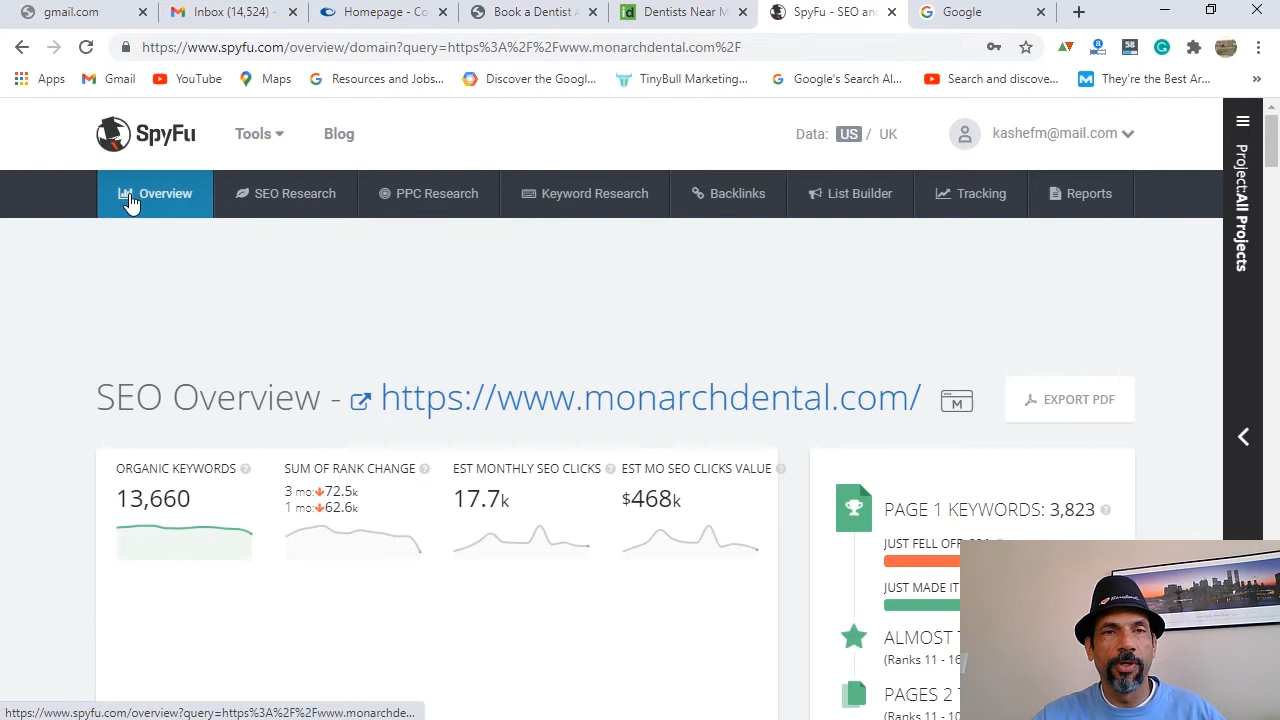 gmail.com
Inbox (14,524)
Homepage - Co
Book a Dentist A
Dentists Near M
SpyFu - SEO and
Google
https://www.spyfu.com/overview/domain?query=https%3A%2F%2Fwww.monarchdental.com%2F
58
Apps
Gmail
YouTube
Maps
Resources and Jobs...
Discover the Googl...
TinyBull Marketing...
Google's Search Al...
Search and discove...
They're the Best Ar...
SpyFu
Tools
Blog
Data: US / UK
kashefm@mail.com
Project:All Projects
Overview
SEO Research
PPC Research
Keyword Research
Backlinks
List Builder
Tracking
Reports
SEO Overview - https://www.monarchdental.com/
M
EXPORT PDF
ORGANIC KEYWORDS ?
13,660
SUM OF RANK CHANGE ?
3 mo: 72.5k
1 mo: 62.6k
EST MONTHLY SEO CLICKS ?
17.7k
EST MO SEO CLICKS VALUE ?
$468k
PAGE 1 KEYWORDS: 3,823 ?
JUST FELL OFF
JUST MADE IT
ALMOST
(Ranks 11 - 16
PAGES 2
https://www.spyfu.com/overview?query=https%3A%2F%2Fwww.monarchde...